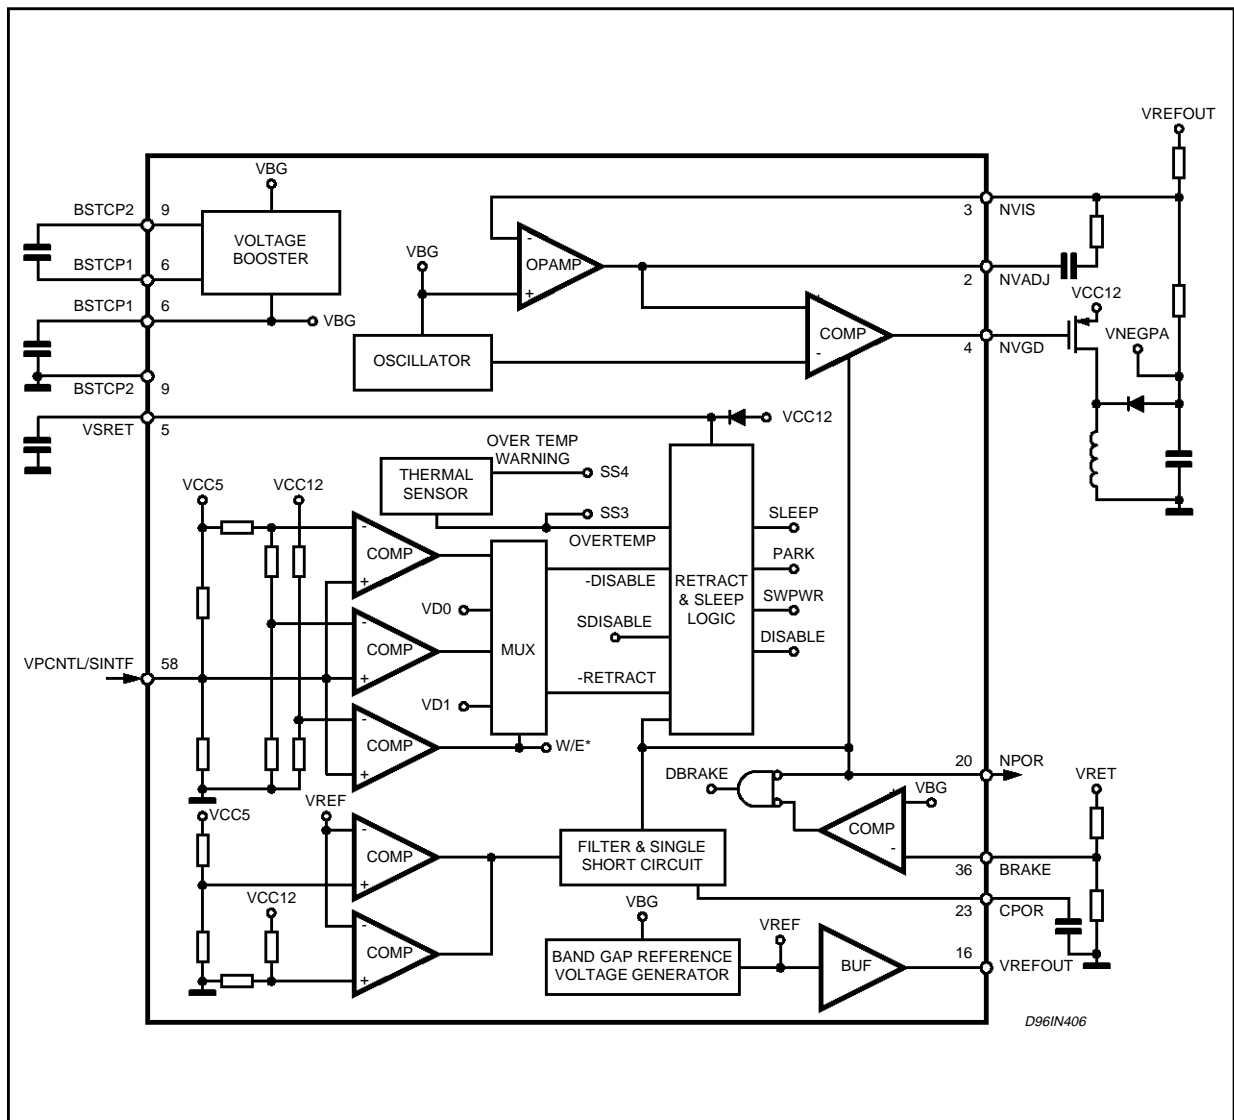 VREFOUT
VBG
BSTCP2 9
3 NVIS
VOLTAGE
BOOSTER
VBG
-
OPAMP
+
BSTCP1 6
2 NVADJ
BSTCP1 6
VBG
VCC12
+
COMP
-
OSCILLATOR
4 NVGD
VNEGPA
BSTCP2 9
VSRET 5
VCC12
OVER TEMP
WARNING
THERMAL
SENSOR
SS4
VCC5
VCC12
SS3
OVERTEMP
SLEEP
-
COMP
+
-DISABLE
PARK
RETRACT
& SLEEP
LOGIC
VD0
SWPWR
-
COMP
+
MUX
SDISABLE
DISABLE
VPCNTL/SINTF 58
-RETRACT
VD1
-
COMP
+
W/E*
20 NPOR
DBRAKE
VRET
VCC5
VREF
+
COMP
-
VBG
-
COMP
+
FILTER & SINGLE
SHORT CIRCUIT
36 BRAKE
VCC12
VBG
23 CPOR
-
COMP
+
VREF
BAND GAP REFERENCE
VOLTAGE GENERATOR
BUF
16 VREFOUT
D96IN406